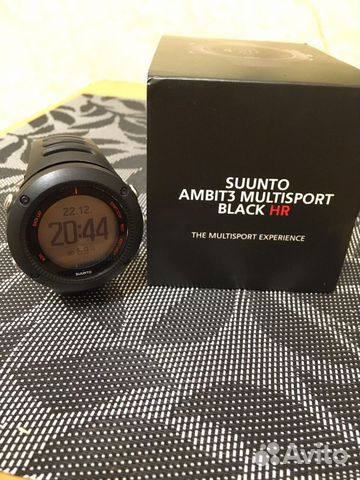 SUUNTO
AMBIT3 MULTISPORT
BLACK HR
THE MULTISPORT EXPERIENCE
22.12.
20:44
SUUNTO
Avito